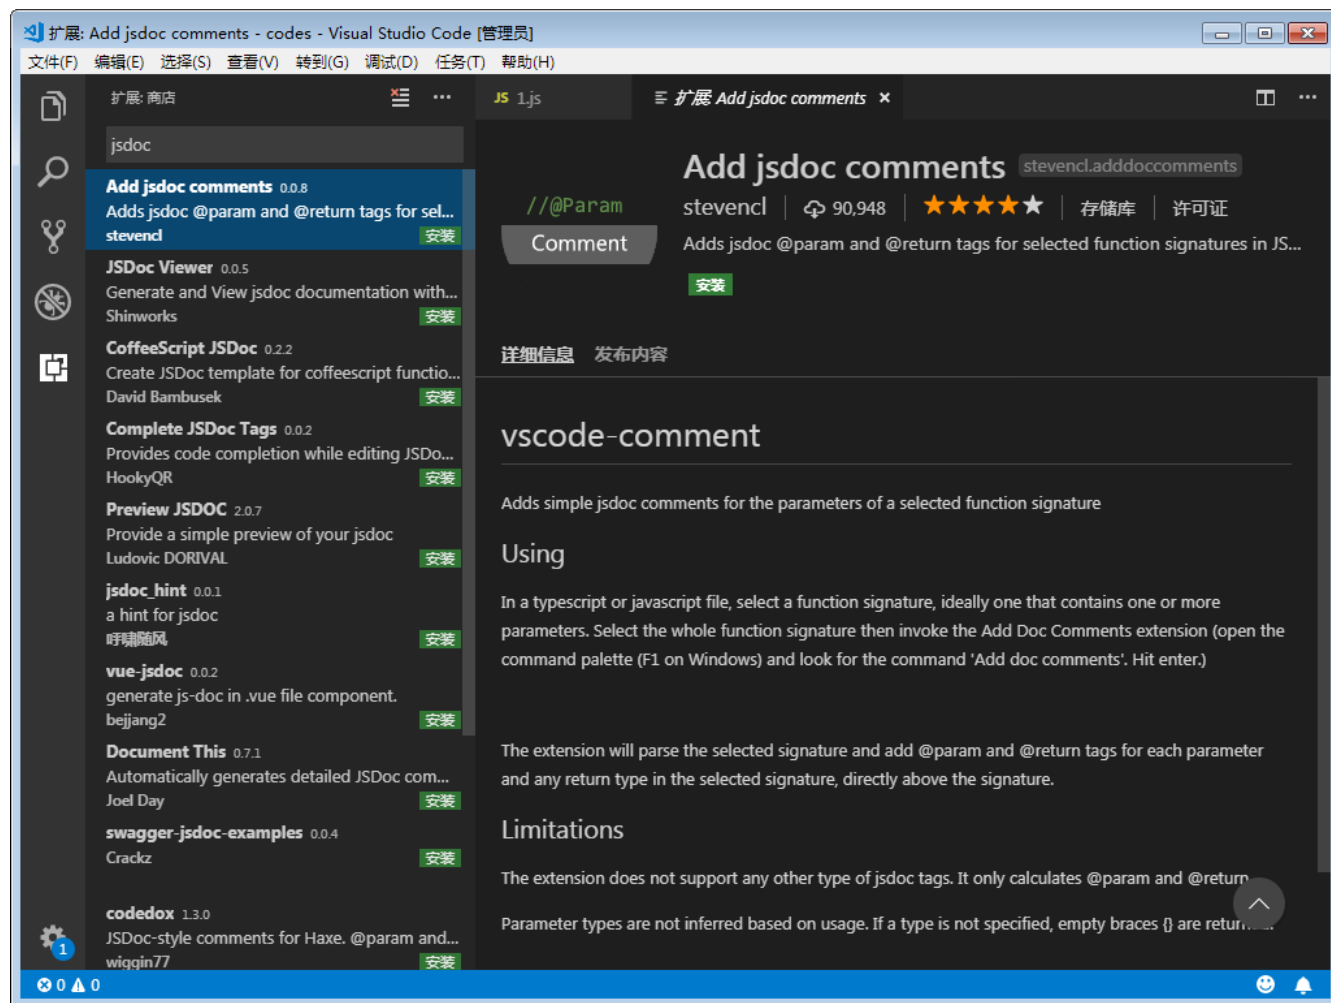 扩展: Add jsdoc comments - codes - Visual Studio Code [管理员]
文件(F) 编辑(E) 选择(S) 查看(V) 转到(G) 调试(D) 任务(T) 帮助(H)
扩展: 商店
jsdoc
Add jsdoc comments 0.0.8
Adds jsdoc @param and @return tags for sel...
stevencl 安装
JSDoc Viewer 0.0.5
Generate and View jsdoc documentation with...
Shinworks 安装
CoffeeScript JSDoc 0.2.2
Create JSDoc template for coffeescript functio...
David Bambusek 安装
Complete JSDoc Tags 0.0.2
Provides code completion while editing JSDo...
HookyQR 安装
Preview JSDOC 2.0.7
Provide a simple preview of your jsdoc
Ludovic DORIVAL 安装
jsdoc_hint 0.0.1
a hint for jsdoc
呼啸随风 安装
vue-jsdoc 0.0.2
generate js-doc in .vue file component.
bejjang2 安装
Document This 0.7.1
Automatically generates detailed JSDoc com...
Joel Day 安装
swagger-jsdoc-examples 0.0.4
Crackz 安装
codedox 1.3.0
JSDoc-style comments for Haxe. @param and...
wiggin77 安装
JS 1.js
扩展: Add jsdoc comments ×
//@Param
Comment
Add jsdoc comments stevencl.adddoccomments
stevencl 90,948 存储库 许可证
Adds jsdoc @param and @return tags for selected function signatures in JS...
安装
详细信息 发布内容
vscode-comment
Adds simple jsdoc comments for the parameters of a selected function signature
Using
In a typescript or javascript file, select a function signature, ideally one that contains one or more
parameters. Select the whole function signature then invoke the Add Doc Comments extension (open the
command palette (F1 on Windows) and look for the command 'Add doc comments'. Hit enter.)
The extension will parse the selected signature and add @param and @return tags for each parameter
and any return type in the selected signature, directly above the signature.
Limitations
The extension does not support any other type of jsdoc tags. It only calculates @param and @return
Parameter types are not inferred based on usage. If a type is not specified, empty braces {} are
1
0 0